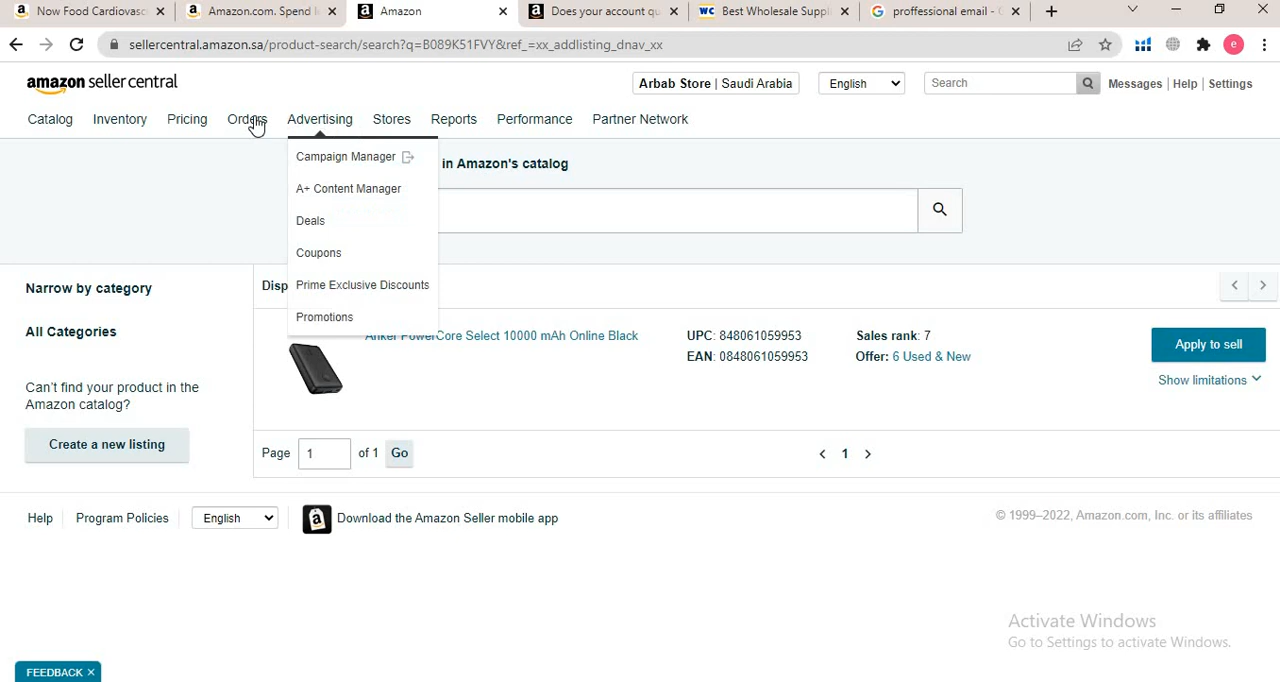 Now Food Cardiovasc
Amazon.com. Spend l
Amazon
Does your account qu
WC Best Wholesale Suppli
proffessional email - G
sellercentral.amazon.sa/product-search/search?q=B089K51FVY&ref_=xx_addlisting_dnav_xx
e
amazon seller central
Arbab Store | Saudi Arabia
English
Search
Messages | Help | Settings
Catalog Inventory Pricing Orders Advertising Stores Reports Performance Partner Network
Campaign Manager
in Amazon's catalog
A+ Content Manager
Deals
Coupons
Prime Exclusive Discounts
Promotions
Narrow by category
Disp
All Categories
Anker PowerCore Select 10000 mAh Online Black
UPC: 848061059953
EAN: 0848061059953
Sales rank: 7
Offer: 6 Used & New
Apply to sell
Show limitations
Can't find your product in the
Amazon catalog?
Create a new listing
Page 1 of 1 Go
1
Help Program Policies English Download the Amazon Seller mobile app
© 1999–2022, Amazon.com, Inc. or its affiliates
Activate Windows
Go to Settings to activate Windows.
FEEDBACK ×